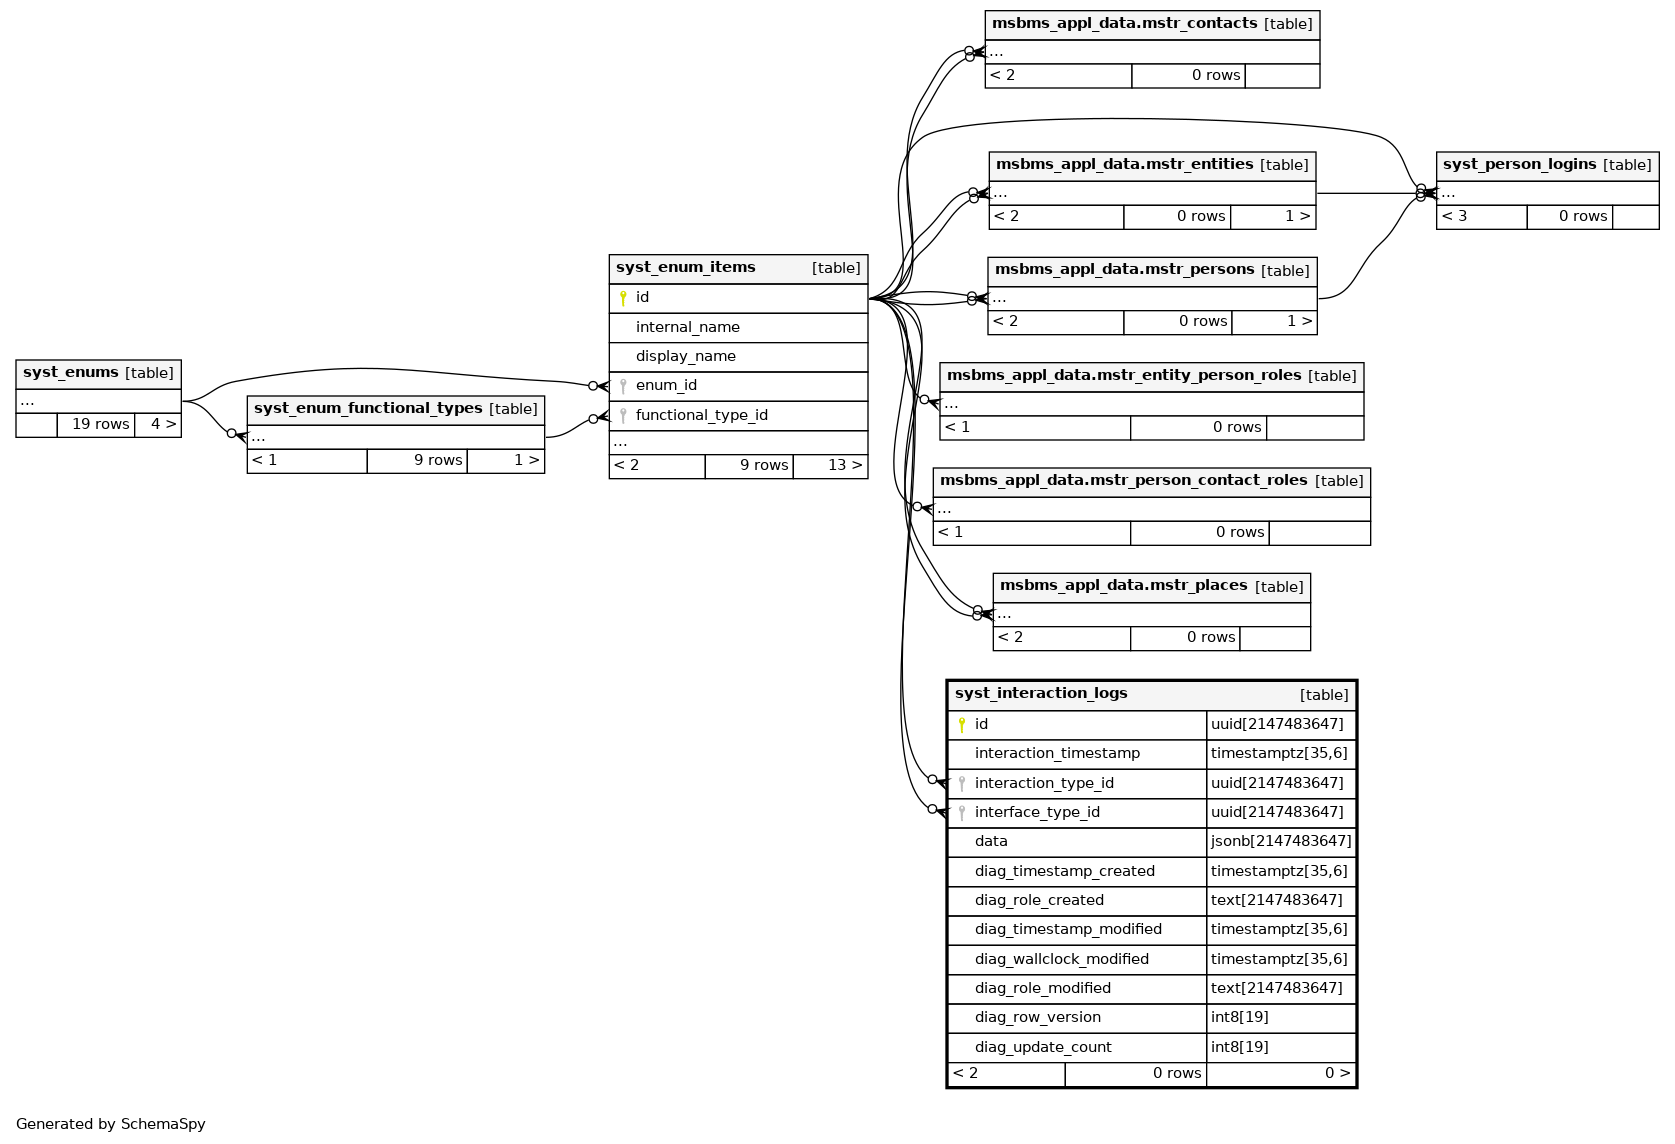 msbms_appl_data.mstr_contacts [table]
...
< 2 0 rows
msbms_appl_data.mstr_entities [table]
...
< 2 0 rows 1 >
syst_person_logins [table]
...
< 3 0 rows
msbms_appl_data.mstr_persons [table]
...
< 2 0 rows 1 >
syst_enum_items [table]
id
internal_name
display_name
enum_id
functional_type_id
...
< 2 9 rows 13 >
syst_enums [table]
...
19 rows 4 >
syst_enum_functional_types [table]
...
< 1 9 rows 1 >
msbms_appl_data.mstr_entity_person_roles [table]
...
< 1 0 rows
msbms_appl_data.mstr_person_contact_roles [table]
...
< 1 0 rows
msbms_appl_data.mstr_places [table]
...
< 2 0 rows
syst_interaction_logs [table]
id uuid[2147483647]
interaction_timestamp timestamptz[35,6]
interaction_type_id uuid[2147483647]
interface_type_id uuid[2147483647]
data jsonb[2147483647]
diag_timestamp_created timestamptz[35,6]
diag_role_created text[2147483647]
diag_timestamp_modified timestamptz[35,6]
diag_wallclock_modified timestamptz[35,6]
diag_role_modified text[2147483647]
diag_row_version int8[19]
diag_update_count int8[19]
< 2 0 rows 0 >
Generated by SchemaSpy